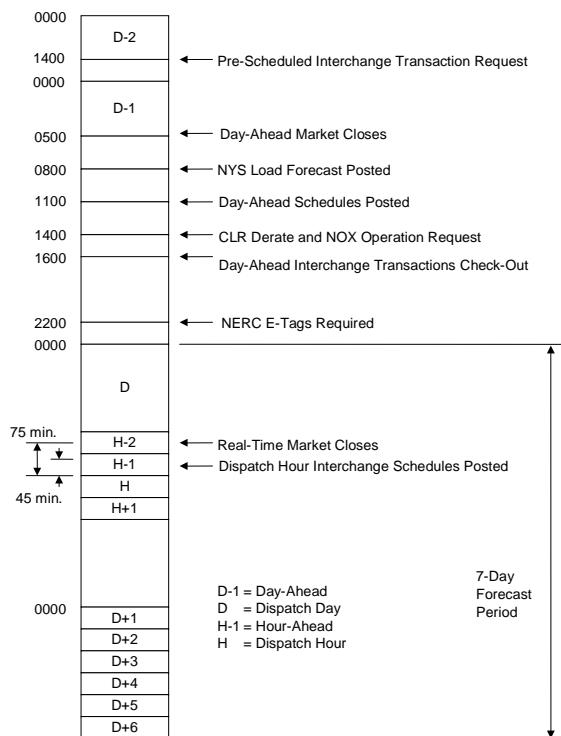 0000
D-2
1400
Pre-Scheduled Interchange Transaction Request
0000
D-1
0500
Day-Ahead Market Closes
0800
NYS Load Forecast Posted
1100
Day-Ahead Schedules Posted
1400
CLR Derate and NOX Operation Request
1600
Day-Ahead Interchange Transactions Check-Out
2200
NERC E-Tags Required
0000
D
75 min.
H-2
Real-Time Market Closes
H-1
Dispatch Hour Interchange Schedules Posted
45 min.
H
H+1
D-1 = Day-Ahead
D = Dispatch Day
H-1 = Hour-Ahead
H = Dispatch Hour
7-Day
Forecast
Period
0000
D+1
D+2
D+3
D+4
D+5
D+6